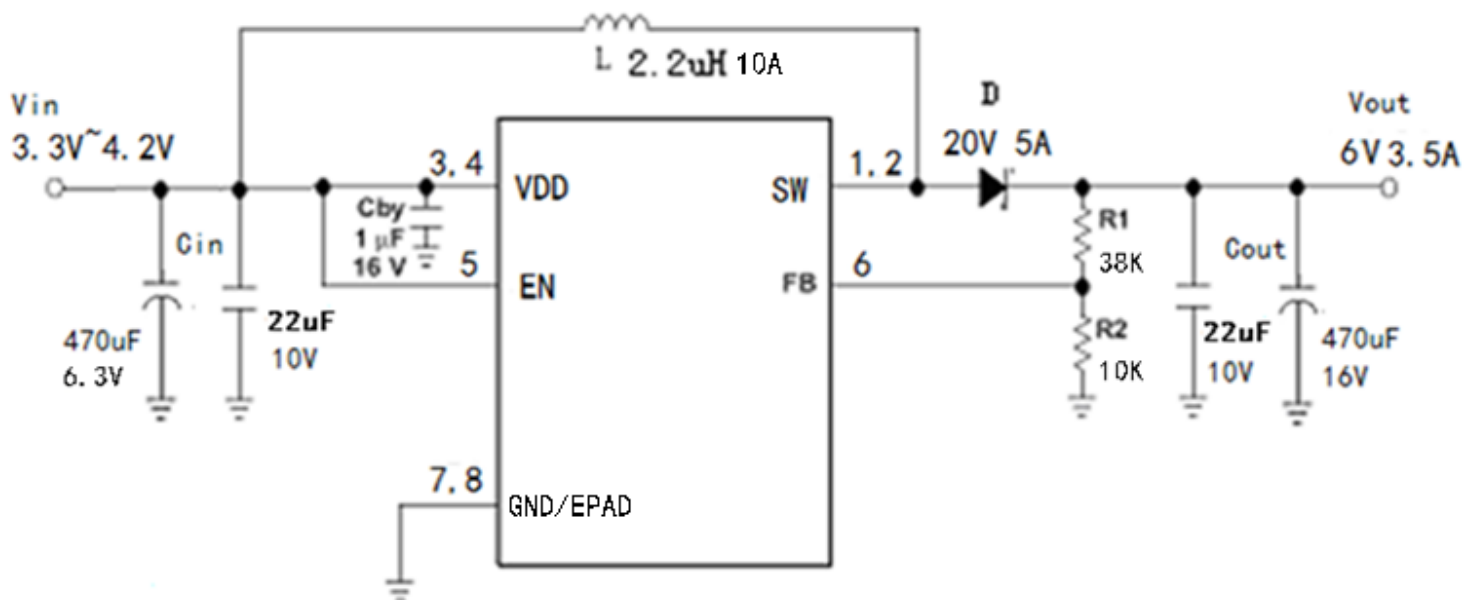 L 2.2uH 10A
Vin
3.3V~4.2V
D
20V 5A
Vout
6V 3.5A
3,4
VDD
1,2
SW
Cby
1 μF
16 V
Cin
5
EN
6
FB
R1
38K
Cout
470uF
6.3V
22uF
10V
R2
10K
22uF
10V
470uF
16V
7,8
GND/EPAD